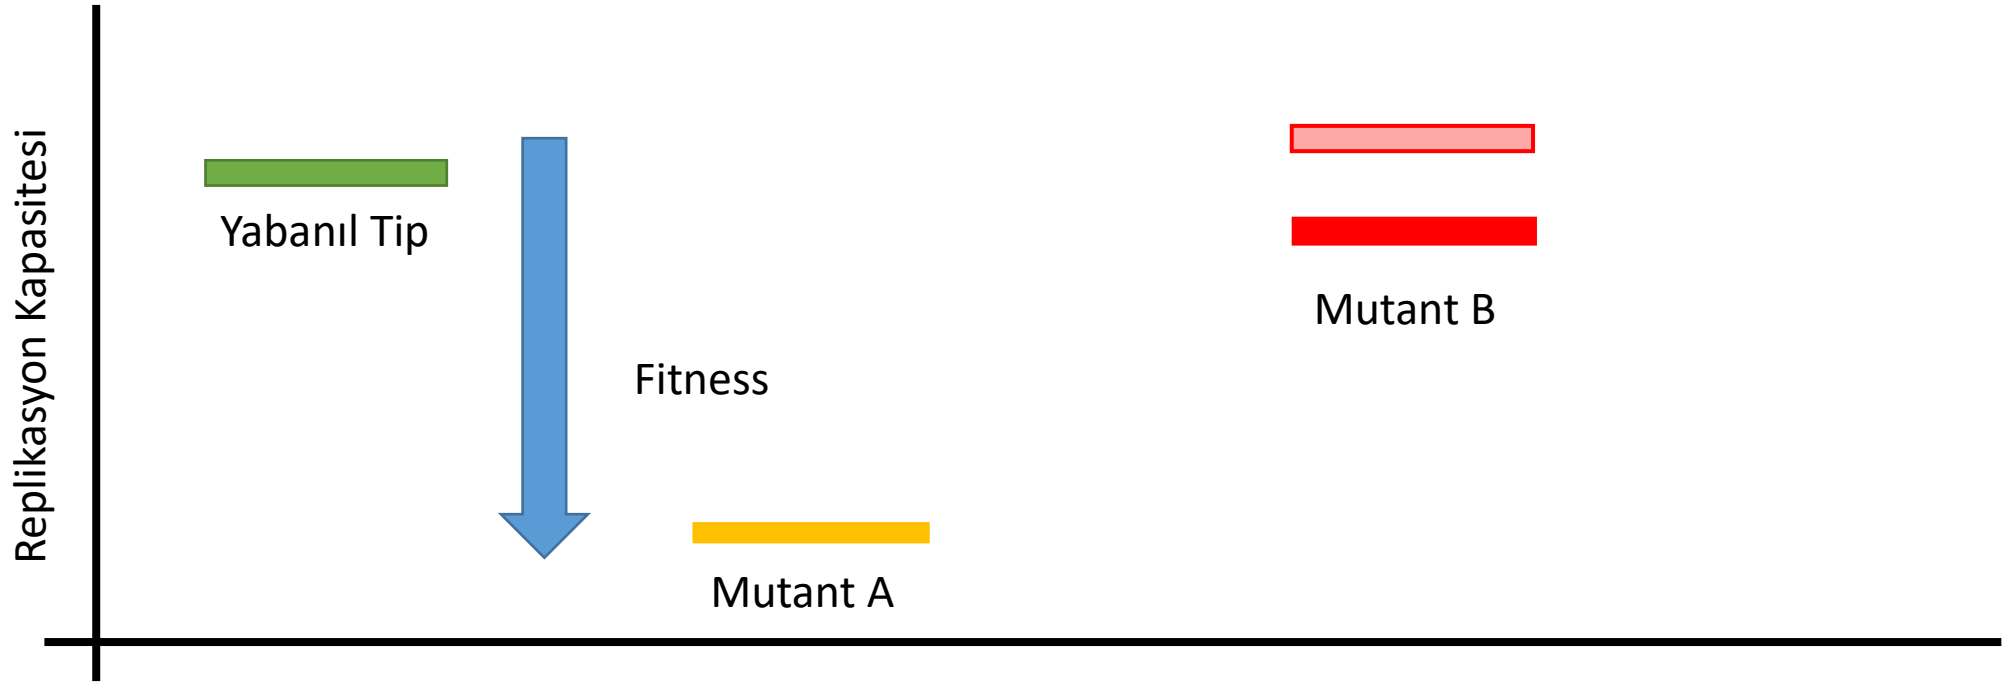 Replikasyon Kapasitesi
Yabanıl Tip
Fitness
Mutant A
Mutant B